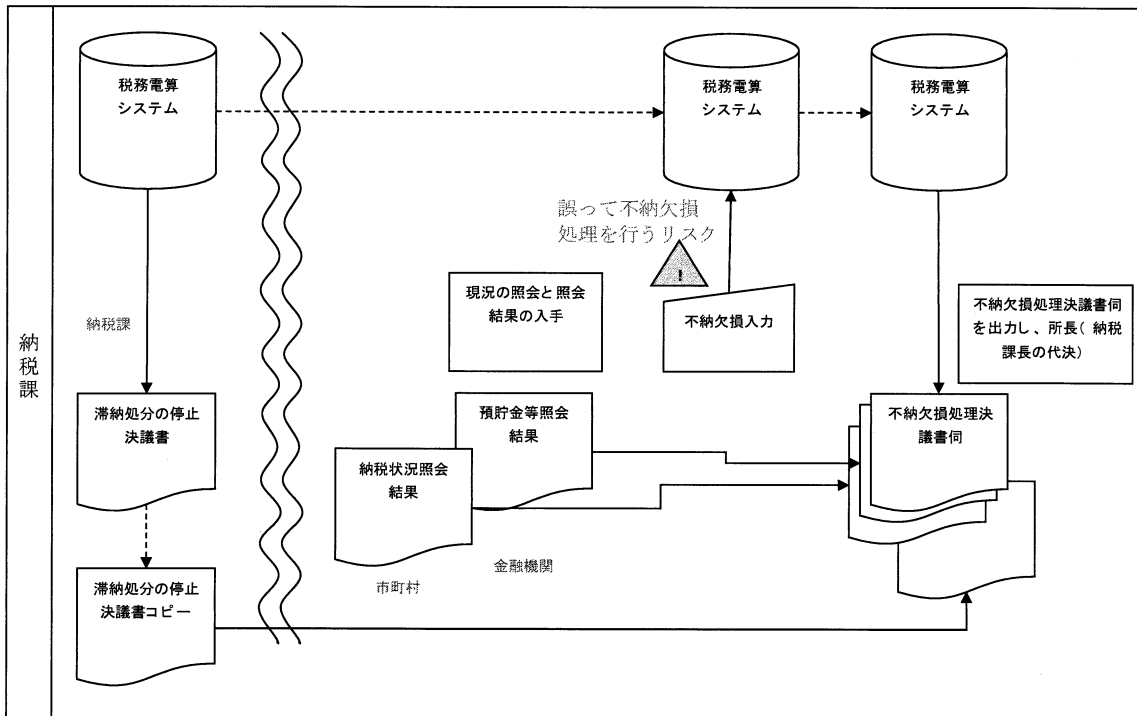 納税課
税務電算
システム
税務電算
システム
税務電算
システム
誤って不納欠損
処理を行うリスク
!
現況の照会と照会
結果の入手
不納欠損入力
不納欠損処理決議書伺
を出力し、所長(納税
課長の代決)
納税課
滞納処分の停止
決議書
預貯金等照会
結果
納税状況照会
結果
不納欠損処理決
議書伺
金融機関
市町村
滞納処分の停止
決議書コピー